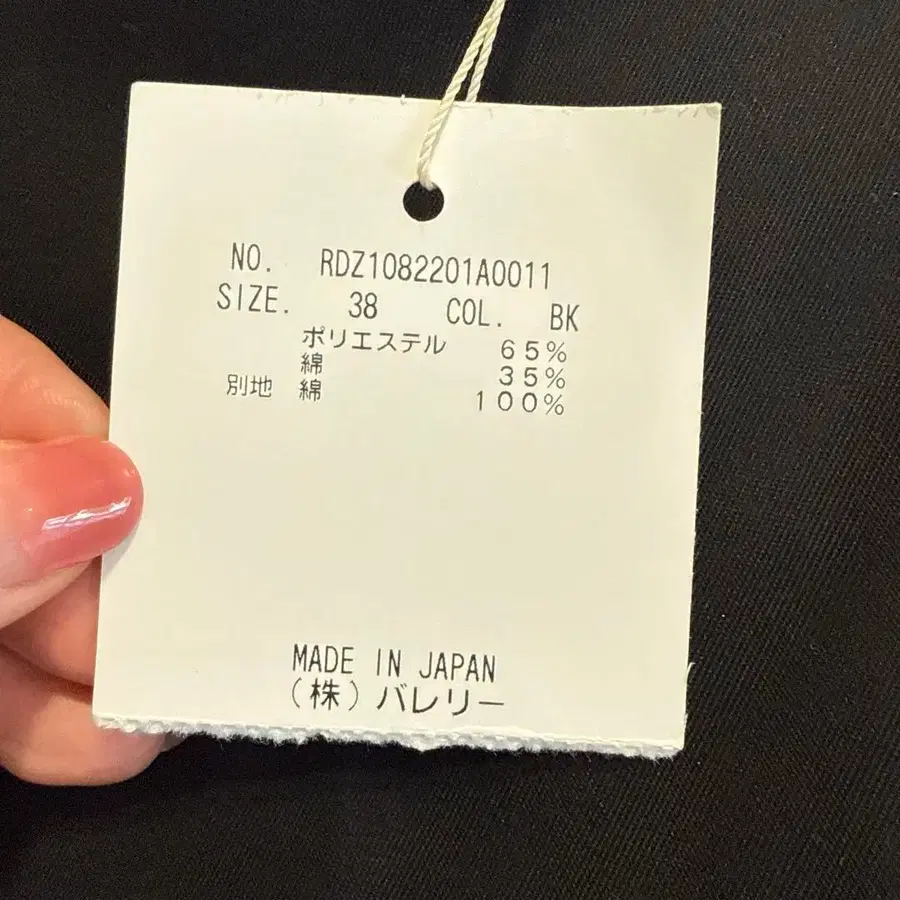 NO. RDZ1082201A0011
SIZE. 38 COL. BK
ポリエステル 65%
綿 35%
別地 綿 100%
MADE IN JAPAN
(株)バレリー